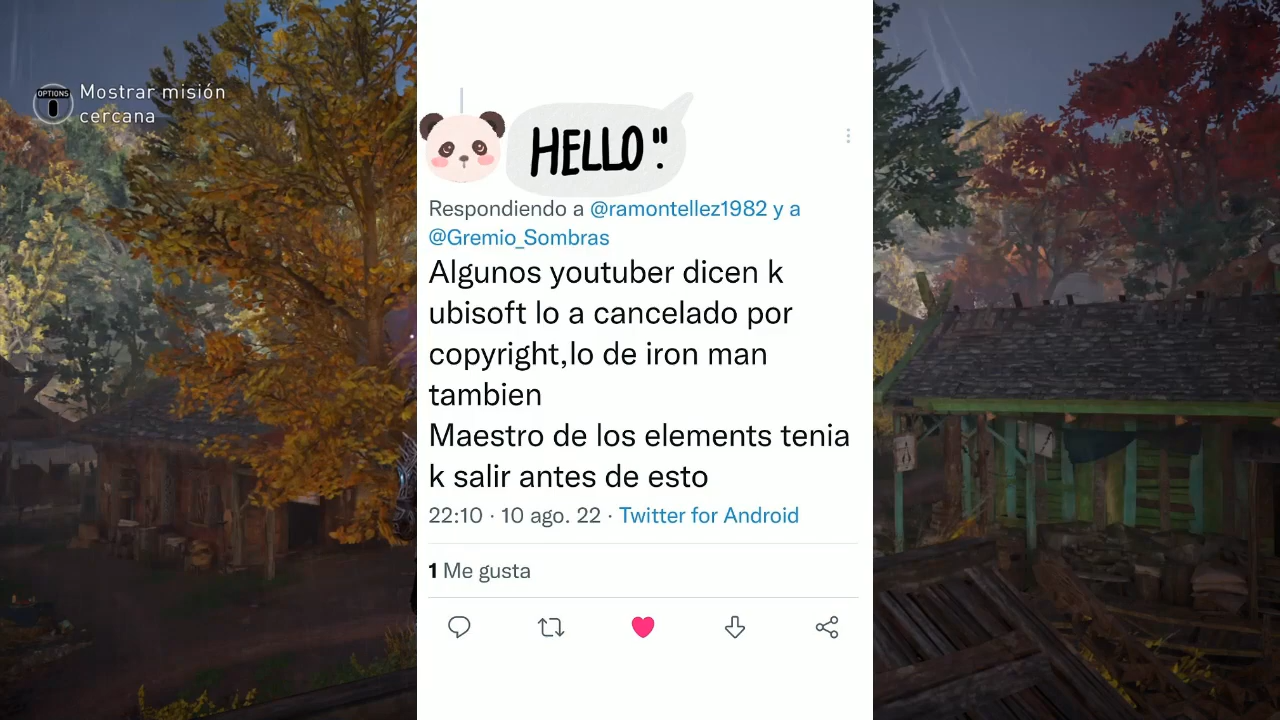 OPTIONS
Mostrar misión
cercana
HELLO"
Respondiendo a @ramontellez1982 y a
@Gremio_Sombras
Algunos youtuber dicen k
ubisoft lo a cancelado por
copyright,lo de iron man
tambien
Maestro de los elements tenia
k salir antes de esto
22:10 · 10 ago. 22 · Twitter for Android
1 Me gusta